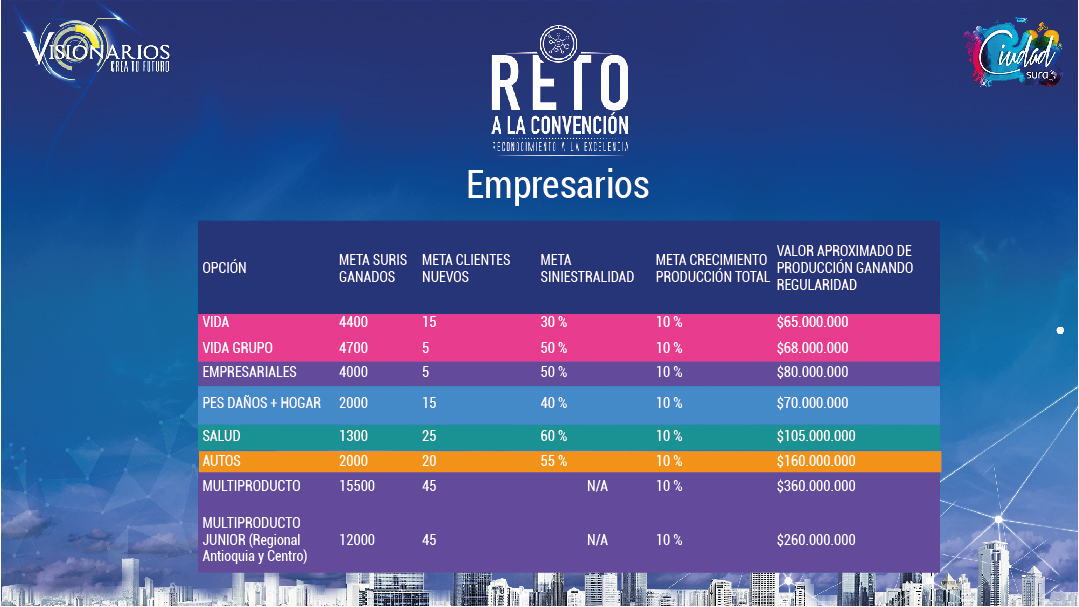 VISIONARIOS
CREA TU FUTURO
Ciudad
sura
RETO
A LA CONVENCIÓN
RECONOCIMIENTO A LA EXCELENCIA
Empresarios
OPCIÓN META SURIS GANADOS META CLIENTES NUEVOS META SINIESTRALIDAD META CRECIMIENTO PRODUCCIÓN TOTAL VALOR APROXIMADO DE PRODUCCIÓN GANANDO REGULARIDAD
VIDA 4400 15 30 % 10 % $65.000.000
VIDA GRUPO 4700 5 50 % 10 % $68.000.000
EMPRESARIALES 4000 5 50 % 10 % $80.000.000
PES DAÑOS + HOGAR 2000 15 40 % 10 % $70.000.000
SALUD 1300 25 60 % 10 % $105.000.000
AUTOS 2000 20 55 % 10 % $160.000.000
MULTIPRODUCTO 15500 45 N/A 10 % $360.000.000
MULTIPRODUCTO
JUNIOR (Regional
Antioquia y Centro) 12000 45 N/A 10 % $260.000.000